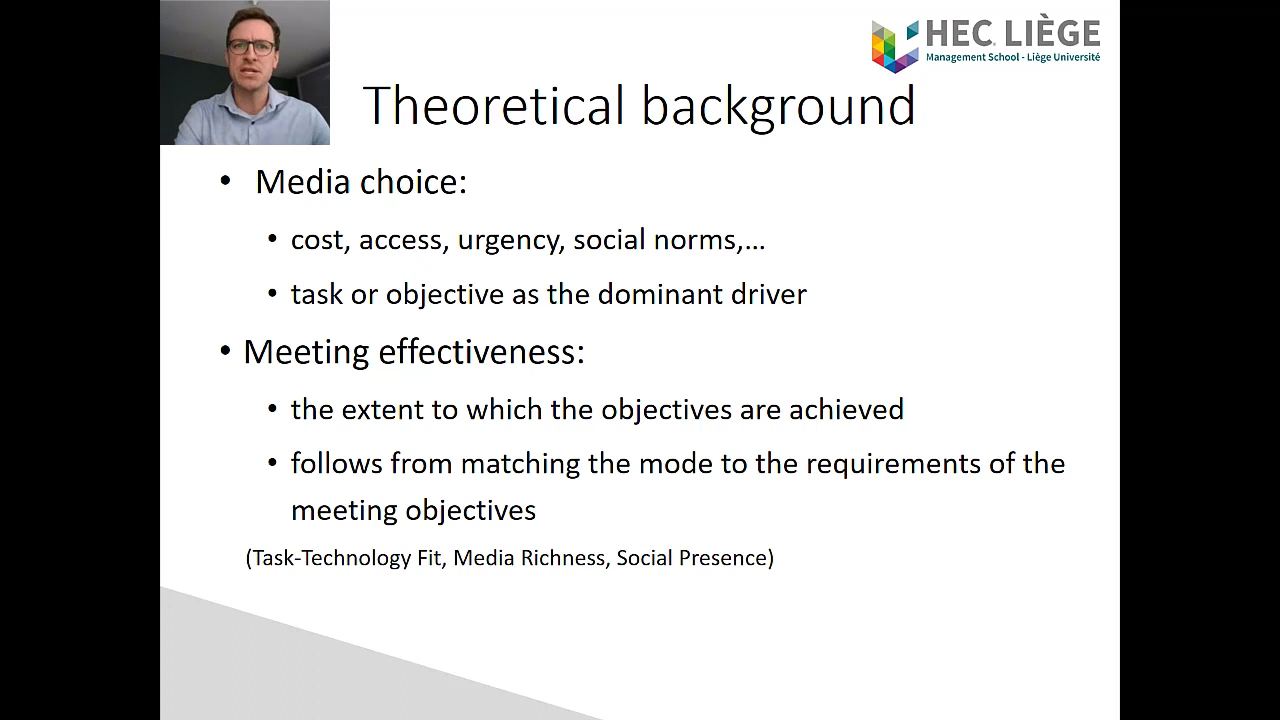 HEC LIÈGE
Management School - Liège Université
Theoretical background
• Media choice:
• cost, access, urgency, social norms,...
• task or objective as the dominant driver
• Meeting effectiveness:
• the extent to which the objectives are achieved
• follows from matching the mode to the requirements of the
meeting objectives
(Task-Technology Fit, Media Richness, Social Presence)